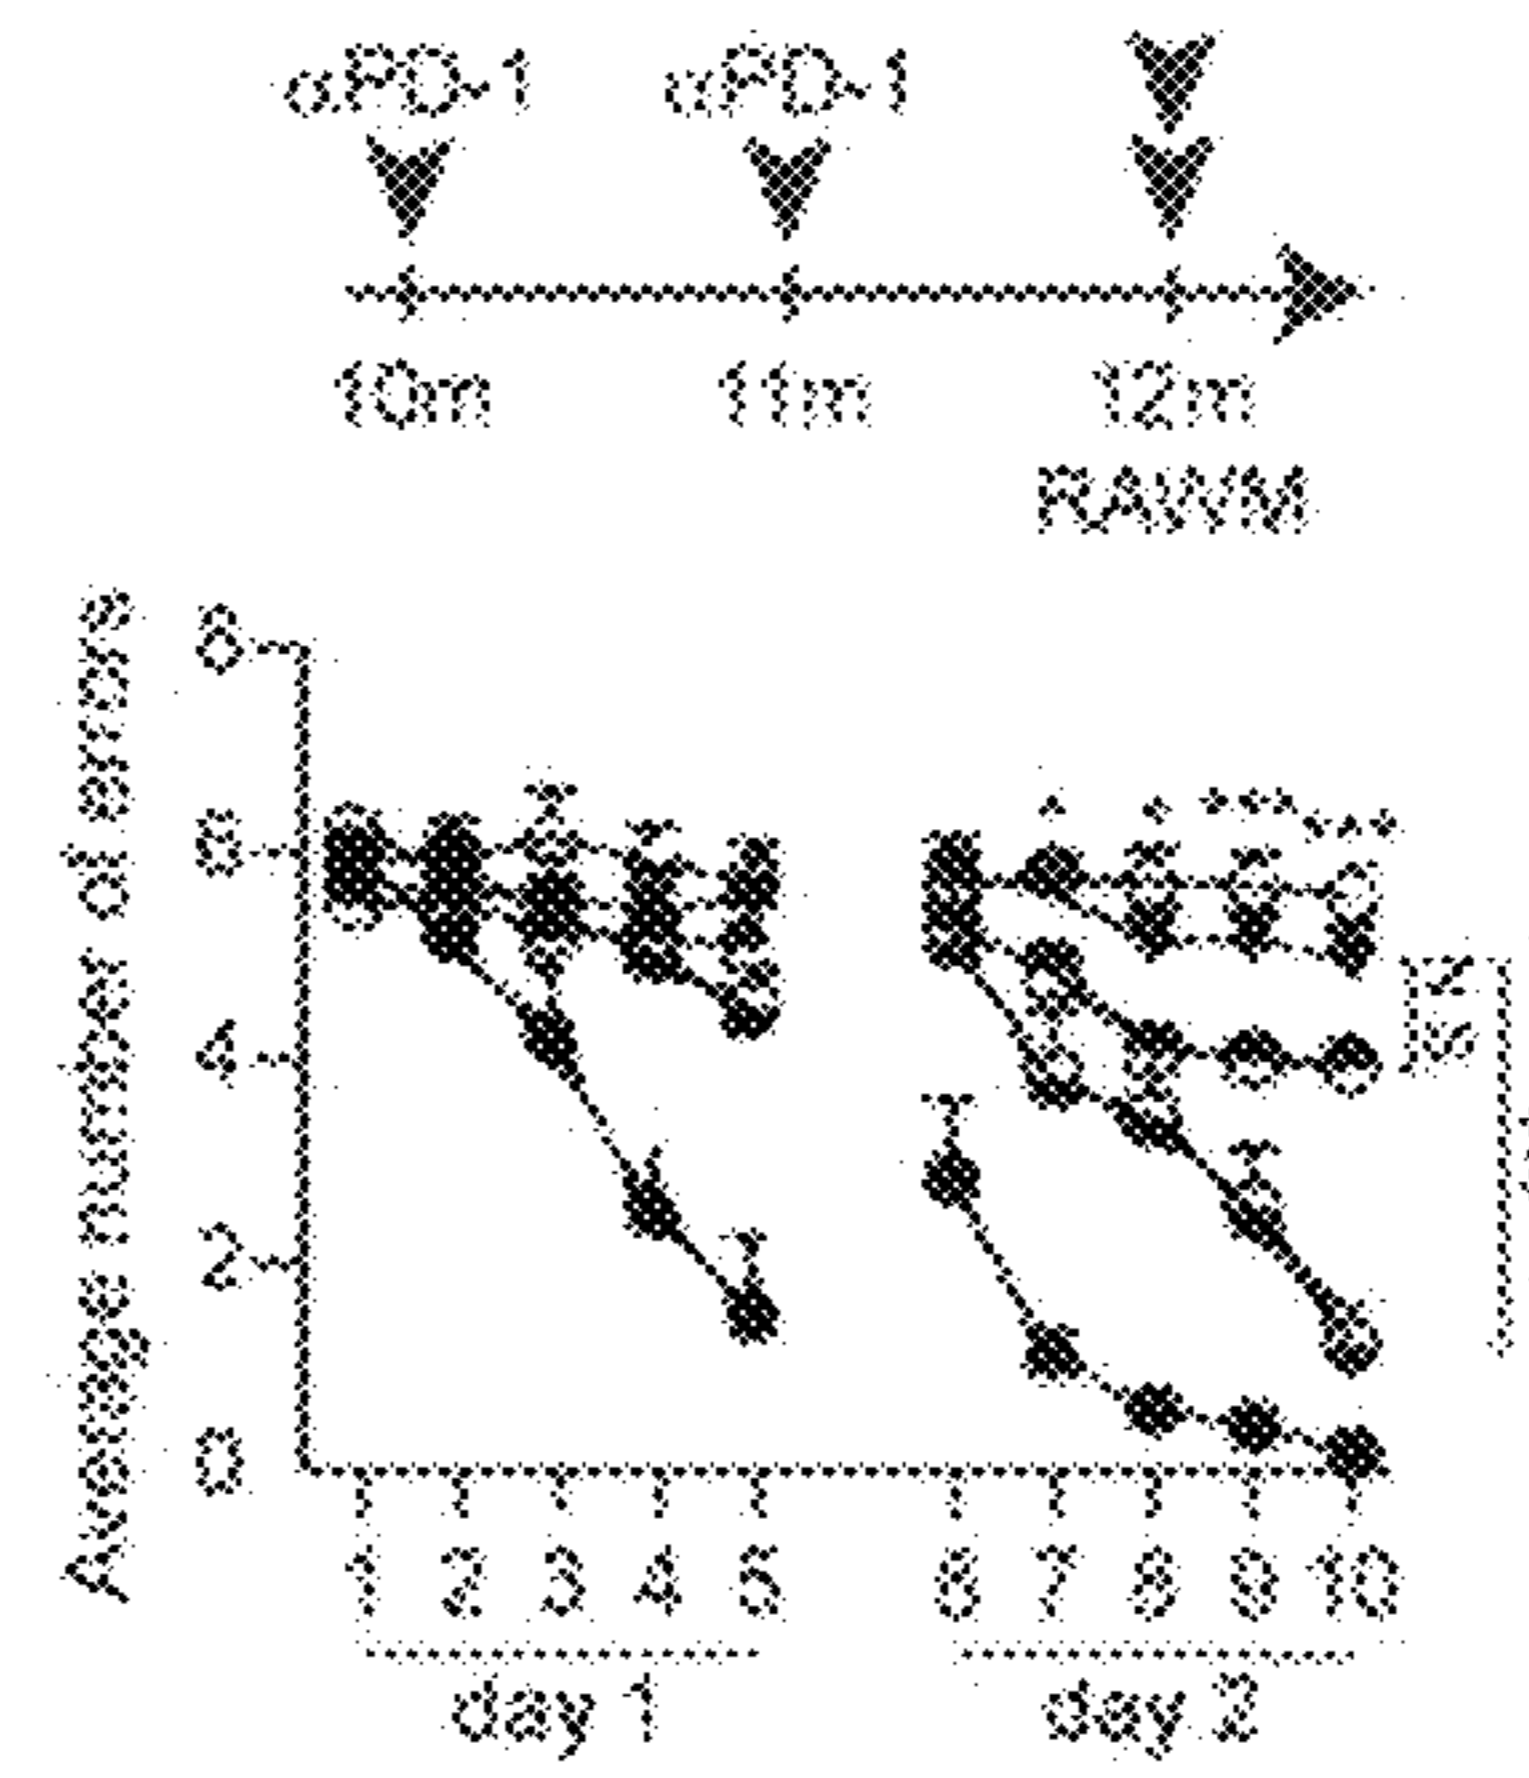 αPD-1 αPD-1
10m 11m 12m
RAWM
Average number of errors
8
6
4
2
0
1 2 3 4 5 6 7 8 9 10
day 1 day 2
* * *** ***